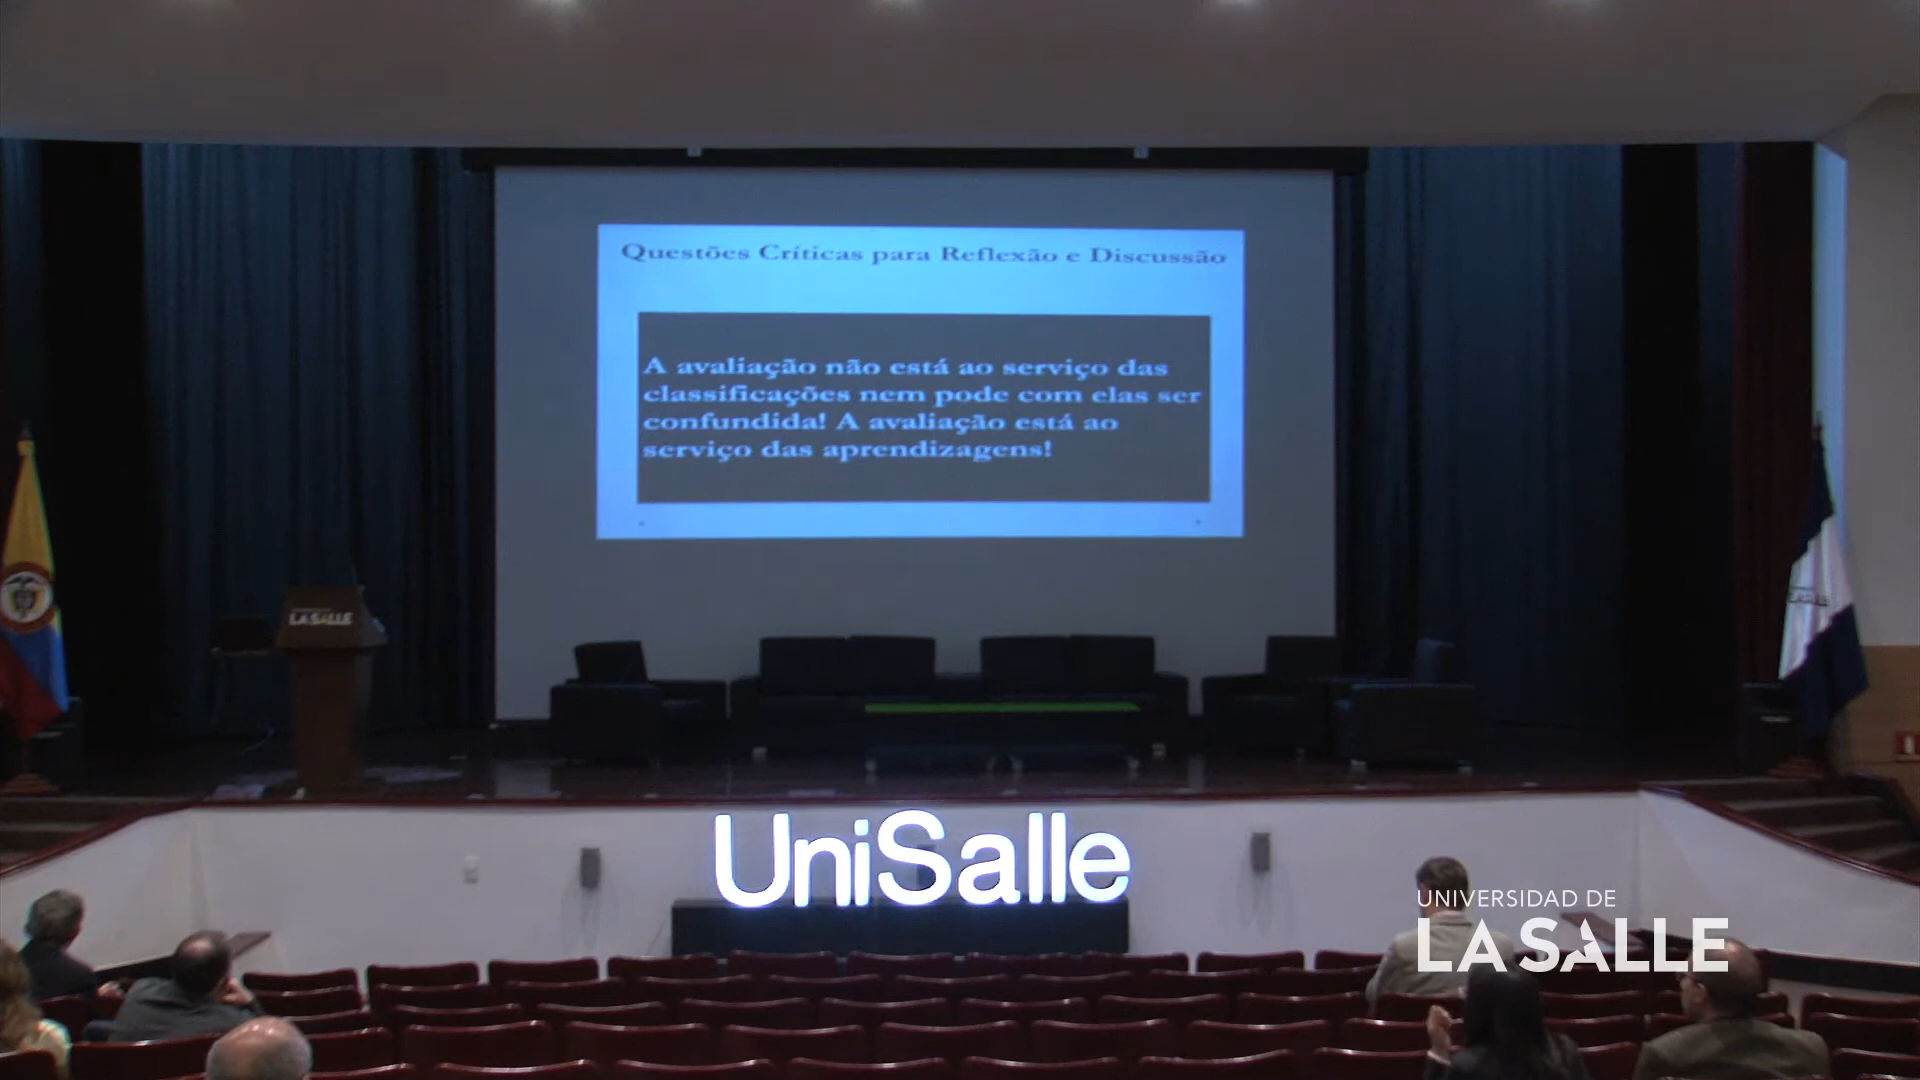 Questões Críticas para Reflexão e Discussão
A avaliação não está ao serviço das
classificações nem pode com elas ser
confundida! A avaliação está ao
serviço das aprendizagens!
LA SALLE
UniSalle
UNIVERSIDAD DE
LA SALLE